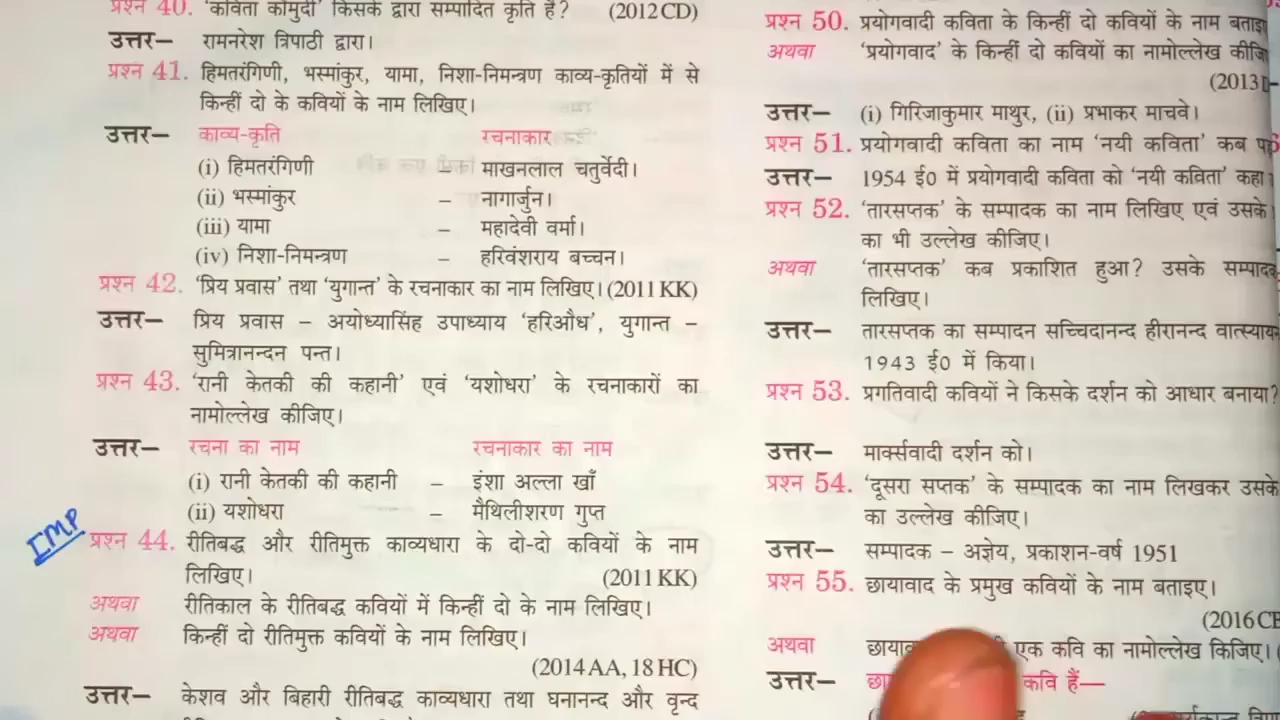 प्रश्न 40. 'कविता कौमुदी' किसके द्वारा सम्पादित कृति है? (2012 CD)
उत्तर– रामनरेश त्रिपाठी द्वारा।
प्रश्न 41. हिमतरंगिणी, भस्मांकुर, यामा, निशा-निमन्त्रण काव्य-कृतियों में से
किन्हीं दो के कवियों के नाम लिखिए।
उत्तर– काव्य-कृति रचनाकार
(i) हिमतरंगिणी – माखनलाल चतुर्वेदी।
(ii) भस्मांकुर – नागार्जुन।
(iii) यामा – महादेवी वर्मा।
(iv) निशा-निमन्त्रण – हरिवंशराय बच्चन।
प्रश्न 42. 'प्रिय प्रवास' तथा 'युगान्त' के रचनाकार का नाम लिखिए। (2011 KK)
उत्तर– प्रिय प्रवास – अयोध्यासिंह उपाध्याय 'हरिऔध', युगान्त –
सुमित्रानन्दन पन्त।
प्रश्न 43. 'रानी केतकी की कहानी' एवं 'यशोधरा' के रचनाकारों का
नामोल्लेख कीजिए।
उत्तर– रचना का नाम रचनाकार का नाम
(i) रानी केतकी की कहानी – इंशा अल्ला खाँ
(ii) यशोधरा – मैथिलीशरण गुप्त
IMP
प्रश्न 44. रीतिबद्ध और रीतिमुक्त काव्यधारा के दो-दो कवियों के नाम
लिखिए। (2011 KK)
अथवा रीतिकाल के रीतिबद्ध कवियों में किन्हीं दो के नाम लिखिए।
अथवा किन्हीं दो रीतिमुक्त कवियों के नाम लिखिए।
(2014 AA, 18 HC)
उत्तर– केशव और बिहारी रीतिबद्ध काव्यधारा तथा घनानन्द और वृन्द
प्रश्न 50. प्रयोगवादी कविता के किन्हीं दो कवियों के नाम
अथवा 'प्रयोगवाद' के किन्हीं दो कवियों का नामोल्लेख
(2013
उत्तर– (i) गिरिजाकुमार माथुर, (ii) प्रभाकर माचवे।
प्रश्न 51. प्रयोगवादी कविता का नाम 'नयी कविता' कब
उत्तर– 1954 ई0 में प्रयोगवादी कविता को 'नयी कविता' कहा
प्रश्न 52. 'तारसप्तक' के सम्पादक का नाम लिखिए एवं उसके
का भी उल्लेख कीजिए।
अथवा 'तारसप्तक' कब प्रकाशित हुआ? उसके
लिखिए।
उत्तर– तारसप्तक का सम्पादन सच्चिदानन्द हीरानन्द
1943 ई0 में किया।
प्रश्न 53. प्रगतिवादी कवियों ने किसके दर्शन को आधार बनाया?
उत्तर– मार्क्सवादी दर्शन को।
प्रश्न 54. 'दूसरा सप्तक' के सम्पादक का नाम लिखकर उसके
का उल्लेख कीजिए।
उत्तर– सम्पादक – अज्ञेय, प्रकाशन-वर्ष 1951
प्रश्न 55. छायावाद के प्रमुख कवियों के नाम बताइए।
(2016
अथवा एक कवि का नामोल्लेख किजिए।
उत्तर– कवि हैं—